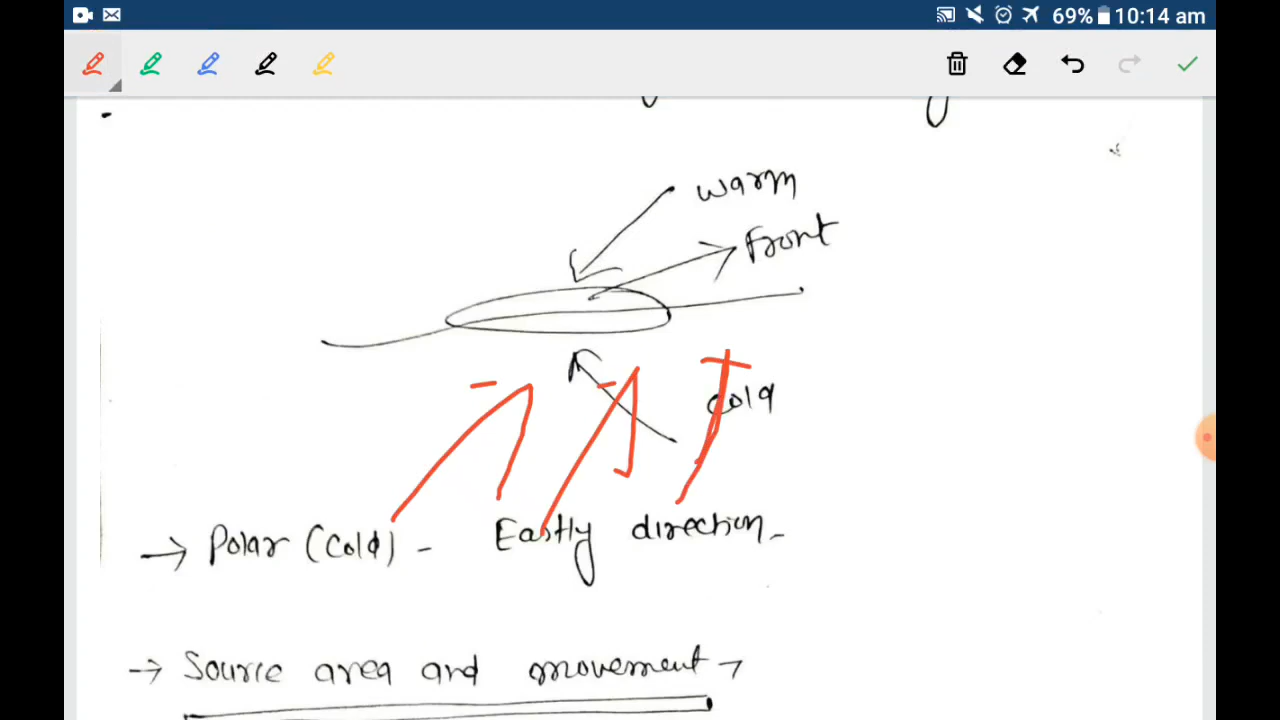 69% 10:14 am
warm
Front
cold
→ Polar (Cold) - Eastly direction -
→ Source area and movement →